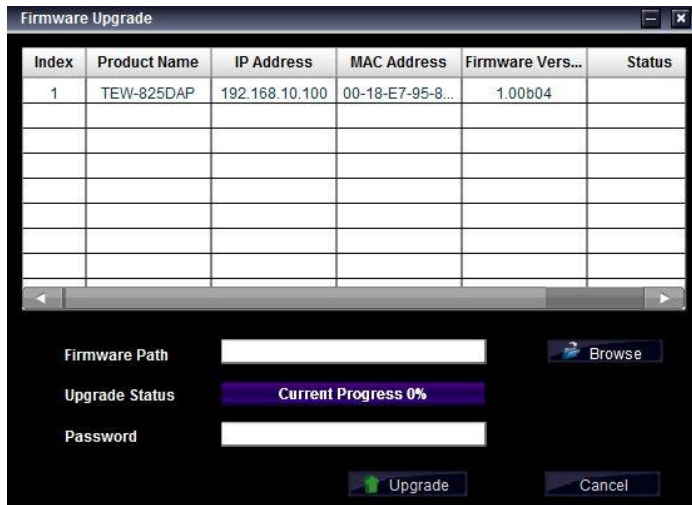 Firmware Upgrade
Index Product Name IP Address MAC Address Firmware Vers... Status
1 TEW-825DAP 192.168.10.100 00-18-E7-95-8... 1.00b04
Firmware Path Browse
Upgrade Status Current Progress 0%
Password
Upgrade Cancel